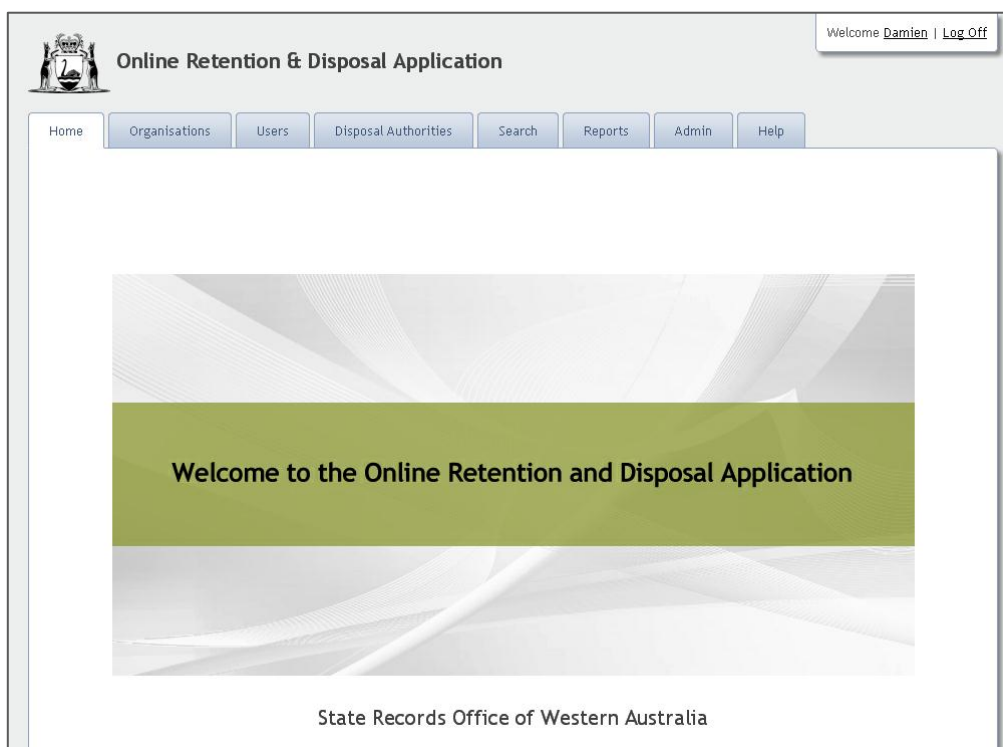 Welcome Damien | Log Off
Online Retention & Disposal Application
Home Organisations Users Disposal Authorities Search Reports Admin Help
Welcome to the Online Retention and Disposal Application
State Records Office of Western Australia